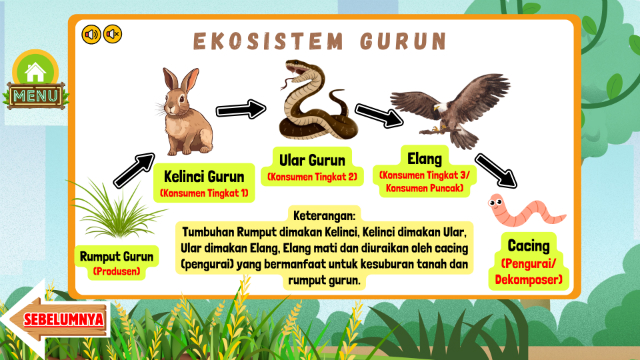 EKOSISTEM GURUN
MENU
Kelinci Gurun
(Konsumen Tingkat 1)
Ular Gurun
(Konsumen Tingkat 2)
Elang
(Konsumen Tingkat 3/
Konsumen Puncak)
Rumput Gurun
(Produsen)
Cacing
(Pengurai/
Dekomposer)
Keterangan:
Tumbuhan Rumput dimakan Kelinci, Kelinci dimakan Ular,
Ular dimakan Elang, Elang mati dan diuraikan oleh cacing
(pengurai) yang bermanfaat untuk kesuburan tanah dan
rumput gurun.
SEBELUMNYA